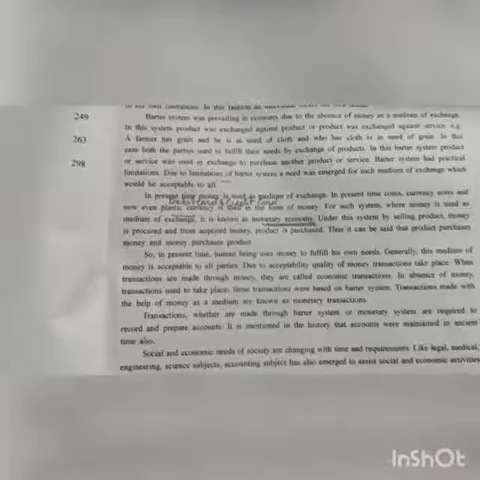 to his own limitations. In this fashion an individual
249 Barter system was prevailing in economy due to the absence of money as a medium of exchange.
In this system product was exchanged against product or product was exchanged against service e.g.
263 A farmer has grain and he is in need of cloth and who has cloth is in need of grain. In this
case both the parties used to fulfill their needs by exchange of products. In this barter system product
298 or service was used in exchange to purchase another product or service. Barter system had practical
limitations. Due to limitations of barter system a need was emerged for such medium of exchange which
would be acceptable to all.
In present time money is used as medium of exchange. In present time coins, currency notes and
now even plastic currency is used in the form of money. For such system, where money is used as
medium of exchange, it is known as monetary economy. Under this system by selling product, money
is procured and from acquired money, product is purchased. Thus it can be said that product purchases
money and money purchases product.
So, in present time, human being uses money to fulfill his own needs. Generally, this medium of
money is acceptable to all parties. Due to acceptability quality of money transactions take place. When
transactions are made through money, they are called economic transactions. In absence of money,
transactions used to take place, those transactions were based on barter system. Transactions made with
the help of money as a medium are known as monetary transactions.
Transactions, whether are made through barter system or monetary system are required to
record and prepare accounts. It is mentioned in the history that accounts were maintained in ancient
time also.
Social and economic needs of society are changing with time and requirements. Like legal, medical,
engineering, science subjects, accounting subject has also emerged to assist social and economic activities
InShOt